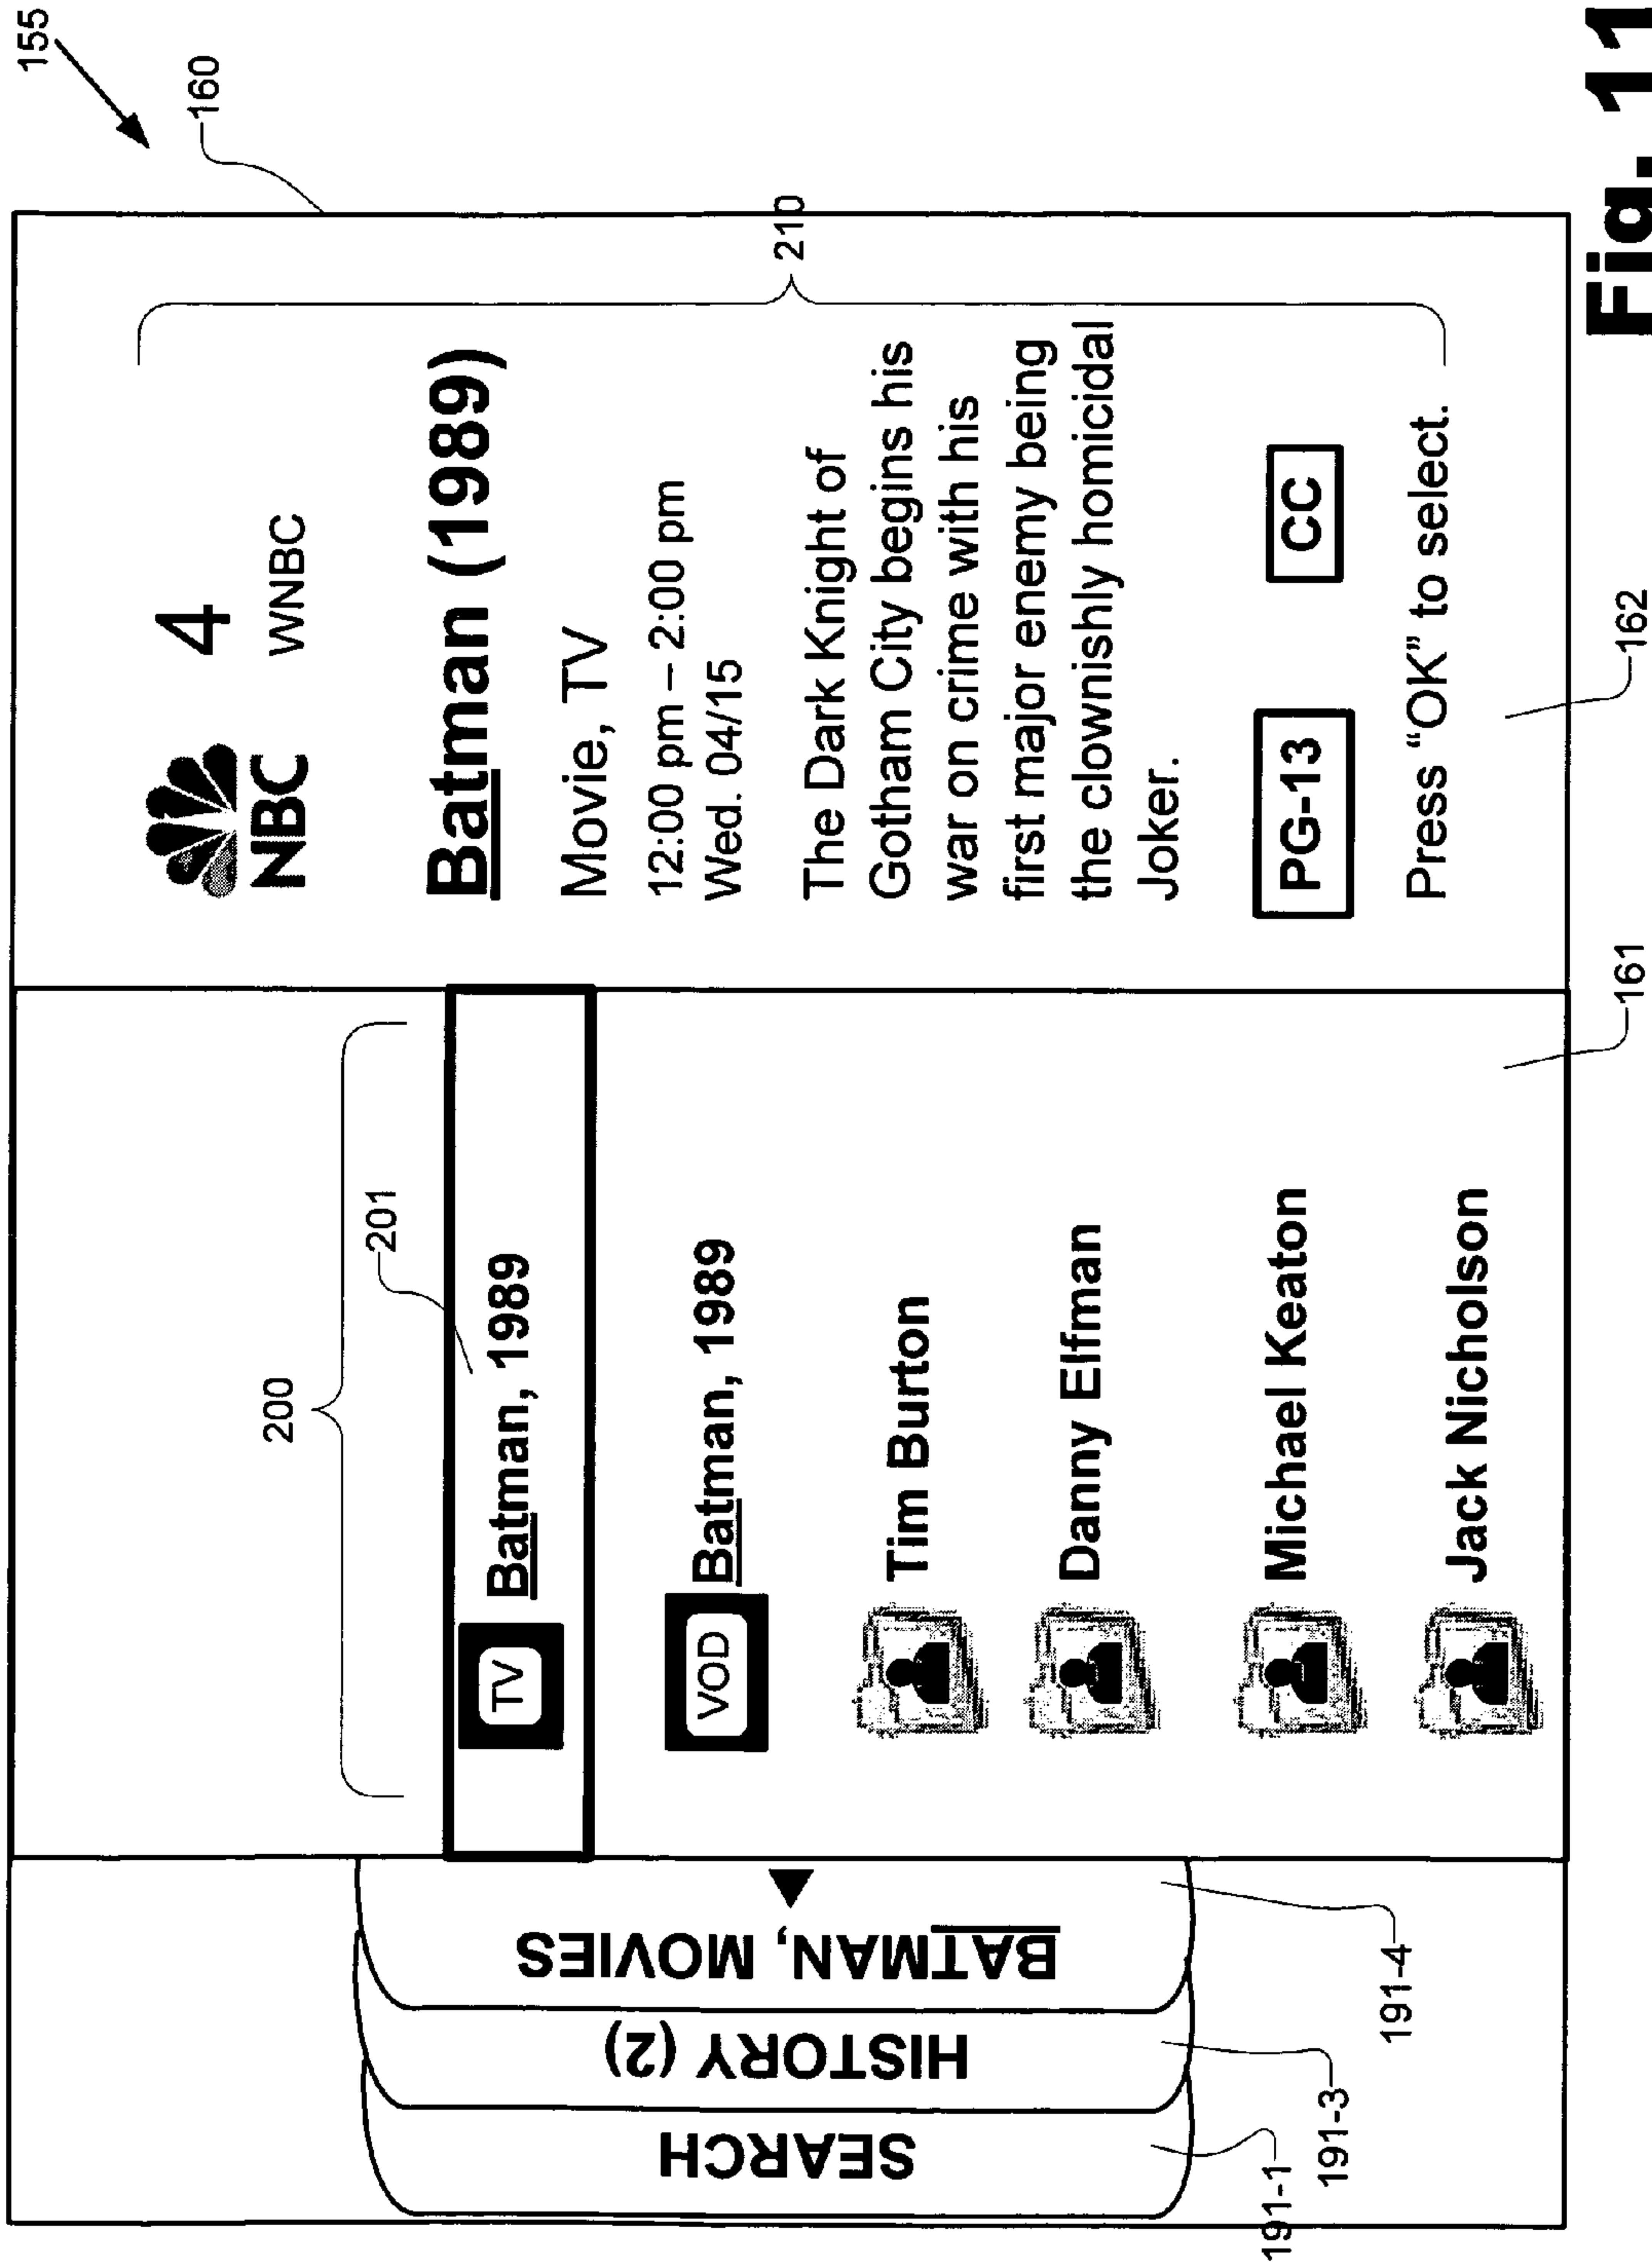 155
160
SEARCH
HISTORY (2)
BATMAN, MOVIES
191-1
191-3
191-4
200
201
TV
Batman, 1989
VOD
Batman, 1989
Tim Burton
Danny Elfman
Michael Keaton
Jack Nicholson
161
NBC
4
WNBC
Batman (1989)
Movie, TV
12:00 pm – 2:00 pm
Wed. 04/15
The Dark Knight of
Gotham City begins his
war on crime with his
first major enemy being
the clownishly homicidal
Joker.
210
PG-13
CC
Press “OK” to select.
162
Fig. 11